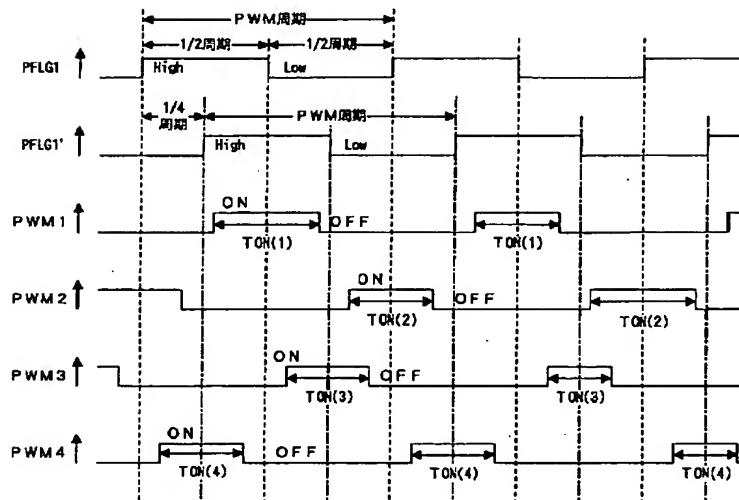 PWM周期
1/2周期 1/2周期
PFLG1 High Low
1/4周期 PWM周期
PFLG1' High Low
PWM1 ON OFF
TON(1) TON(1)
PWM2 ON OFF
TON(2) TON(2)
PWM3 ON OFF
TON(3) TON(3)
PWM4 ON OFF
TON(4) TON(4) TON(4)